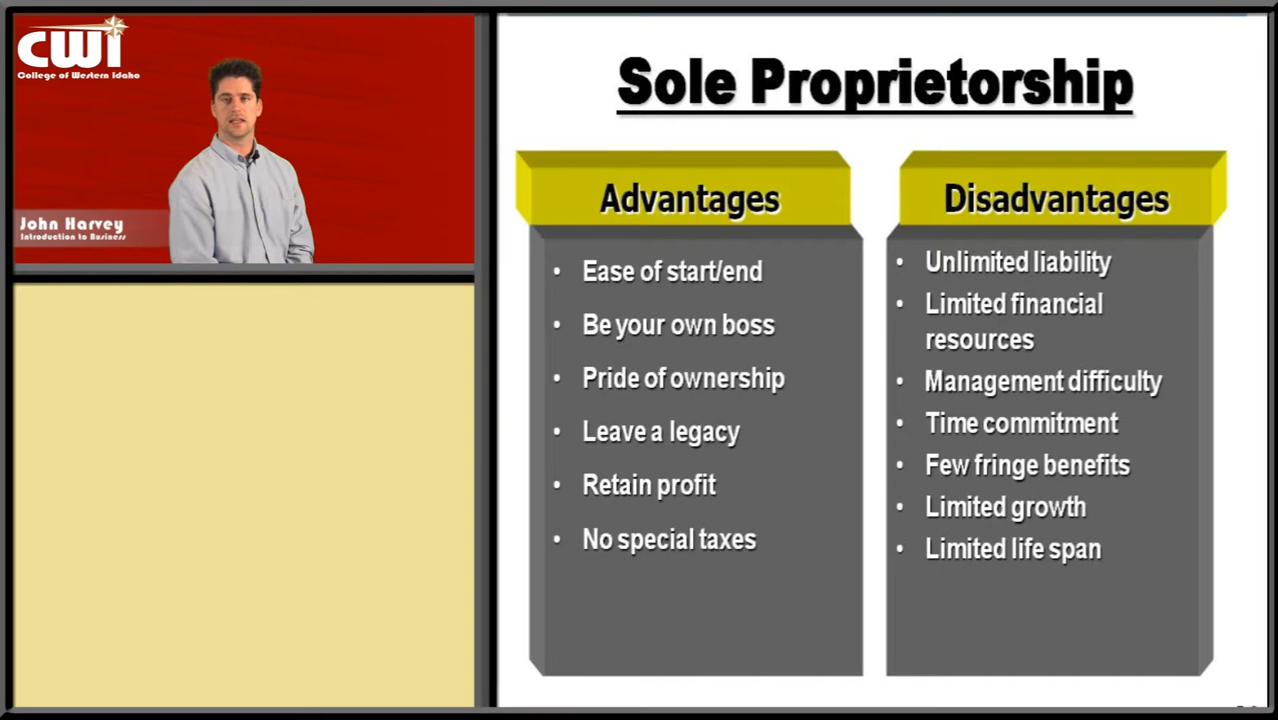 CWI
College of Western Idaho
John Harvey
Introduction to Business
Sole Proprietorship
Advantages
• Ease of start/end
• Be your own boss
• Pride of ownership
• Leave a legacy
• Retain profit
• No special taxes
Disadvantages
• Unlimited liability
• Limited financial
resources
• Management difficulty
• Time commitment
• Few fringe benefits
• Limited growth
• Limited life span